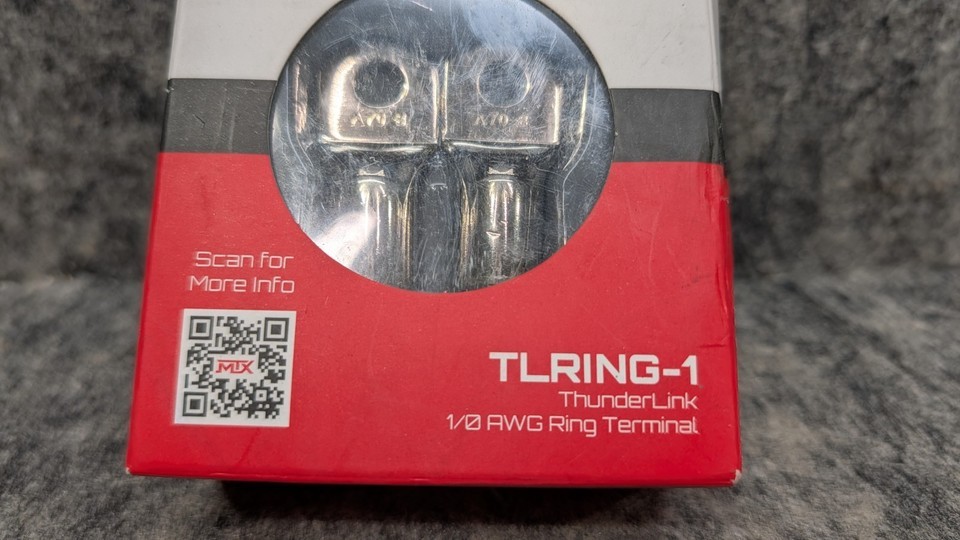 Scan for
More Info
MTX
TLRING-1
ThunderLink
1/0 AWG Ring Terminal